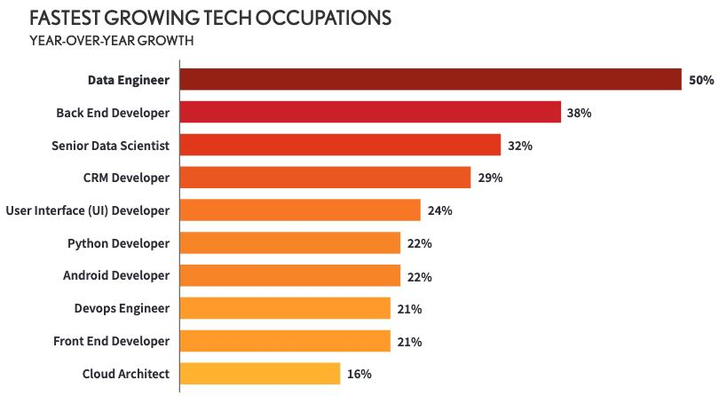 FASTEST GROWING TECH OCCUPATIONS
YEAR-OVER-YEAR GROWTH
Data Engineer 50%
Back End Developer 38%
Senior Data Scientist 32%
CRM Developer 29%
User Interface (UI) Developer 24%
Python Developer 22%
Android Developer 22%
Devops Engineer 21%
Front End Developer 21%
Cloud Architect 16%